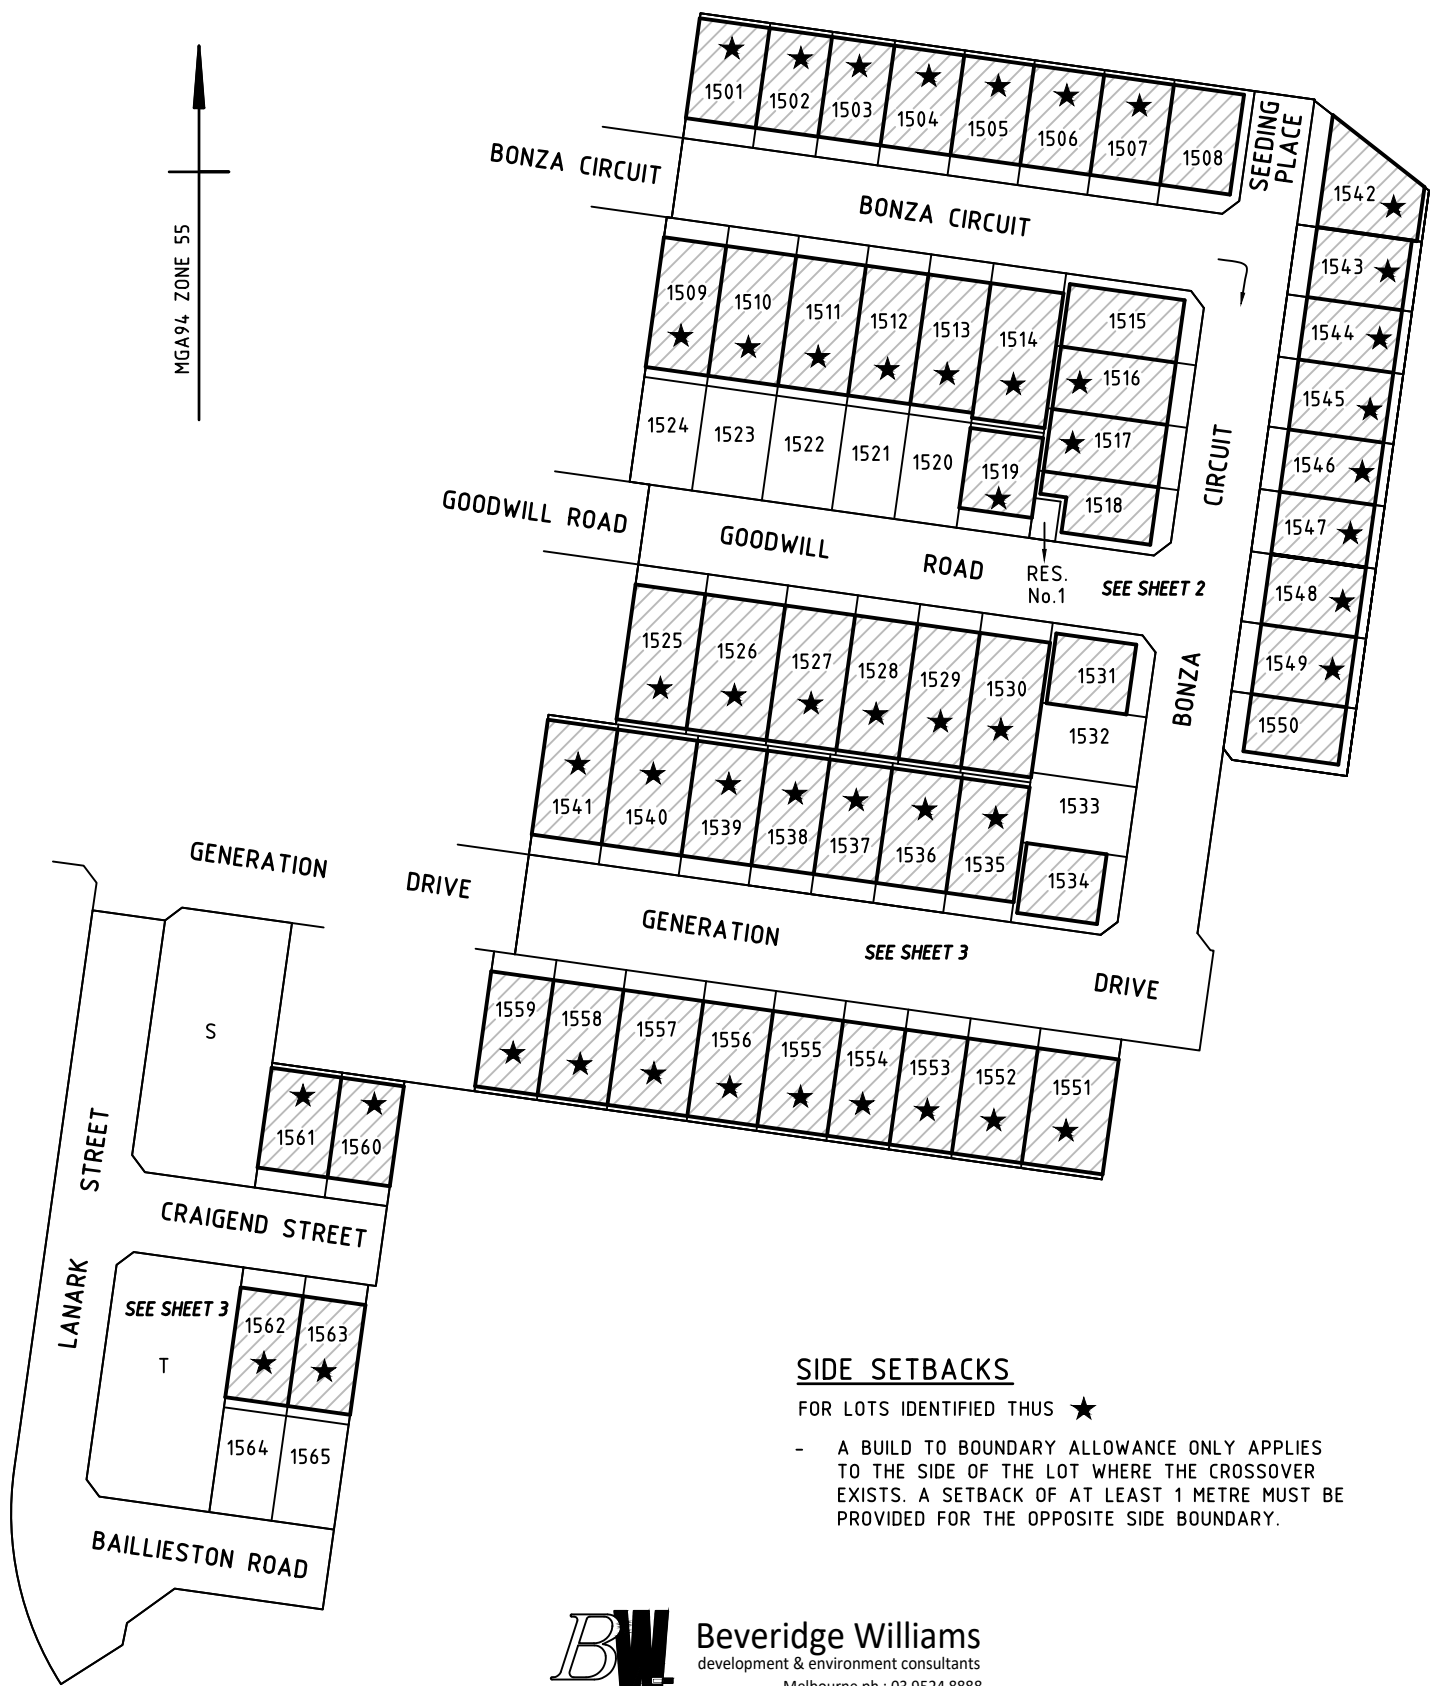 MGA94 ZONE 55
1501
1502
1503
1504
1505
1506
1507
1508
SEEDING
PLACE
BONZA CIRCUIT
BONZA CIRCUIT
1542
1543
1544
1545
1546
1547
1548
1549
1550
1509
1510
1511
1512
1513
1514
1515
1516
1517
1518
1524
1523
1522
1521
1520
1519
CIRCUIT
BONZA
GOODWILL ROAD
GOODWILL
ROAD
RES.
No.1
SEE SHEET 2
1525
1526
1527
1528
1529
1530
1531
1532
1533
1534
1541
1540
1539
1538
1537
1536
1535
GENERATION
DRIVE
GENERATION
SEE SHEET 3
DRIVE
1559
1558
1557
1556
1555
1554
1553
1552
1551
S
1561
1560
STREET
LANARK
CRAIGEND STREET
SEE SHEET 3
T
1562
1563
1564
1565
BAILLIESTON ROAD
SIDE SETBACKS
FOR LOTS IDENTIFIED THUS ★
- A BUILD TO BOUNDARY ALLOWANCE ONLY APPLIES
TO THE SIDE OF THE LOT WHERE THE CROSSOVER
EXISTS. A SETBACK OF AT LEAST 1 METRE MUST BE
PROVIDED FOR THE OPPOSITE SIDE BOUNDARY.
BW
Beveridge Williams
development & environment consultants
Melbourne ph : 03 9524 8888